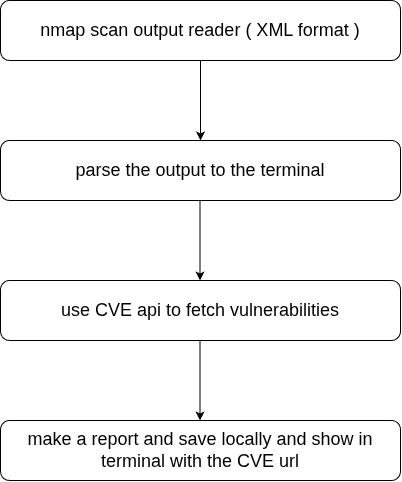 nmap scan output reader ( XML format )
parse the output to the terminal
use CVE api to fetch vulnerabilities
make a report and save locally and show in
terminal with the CVE url